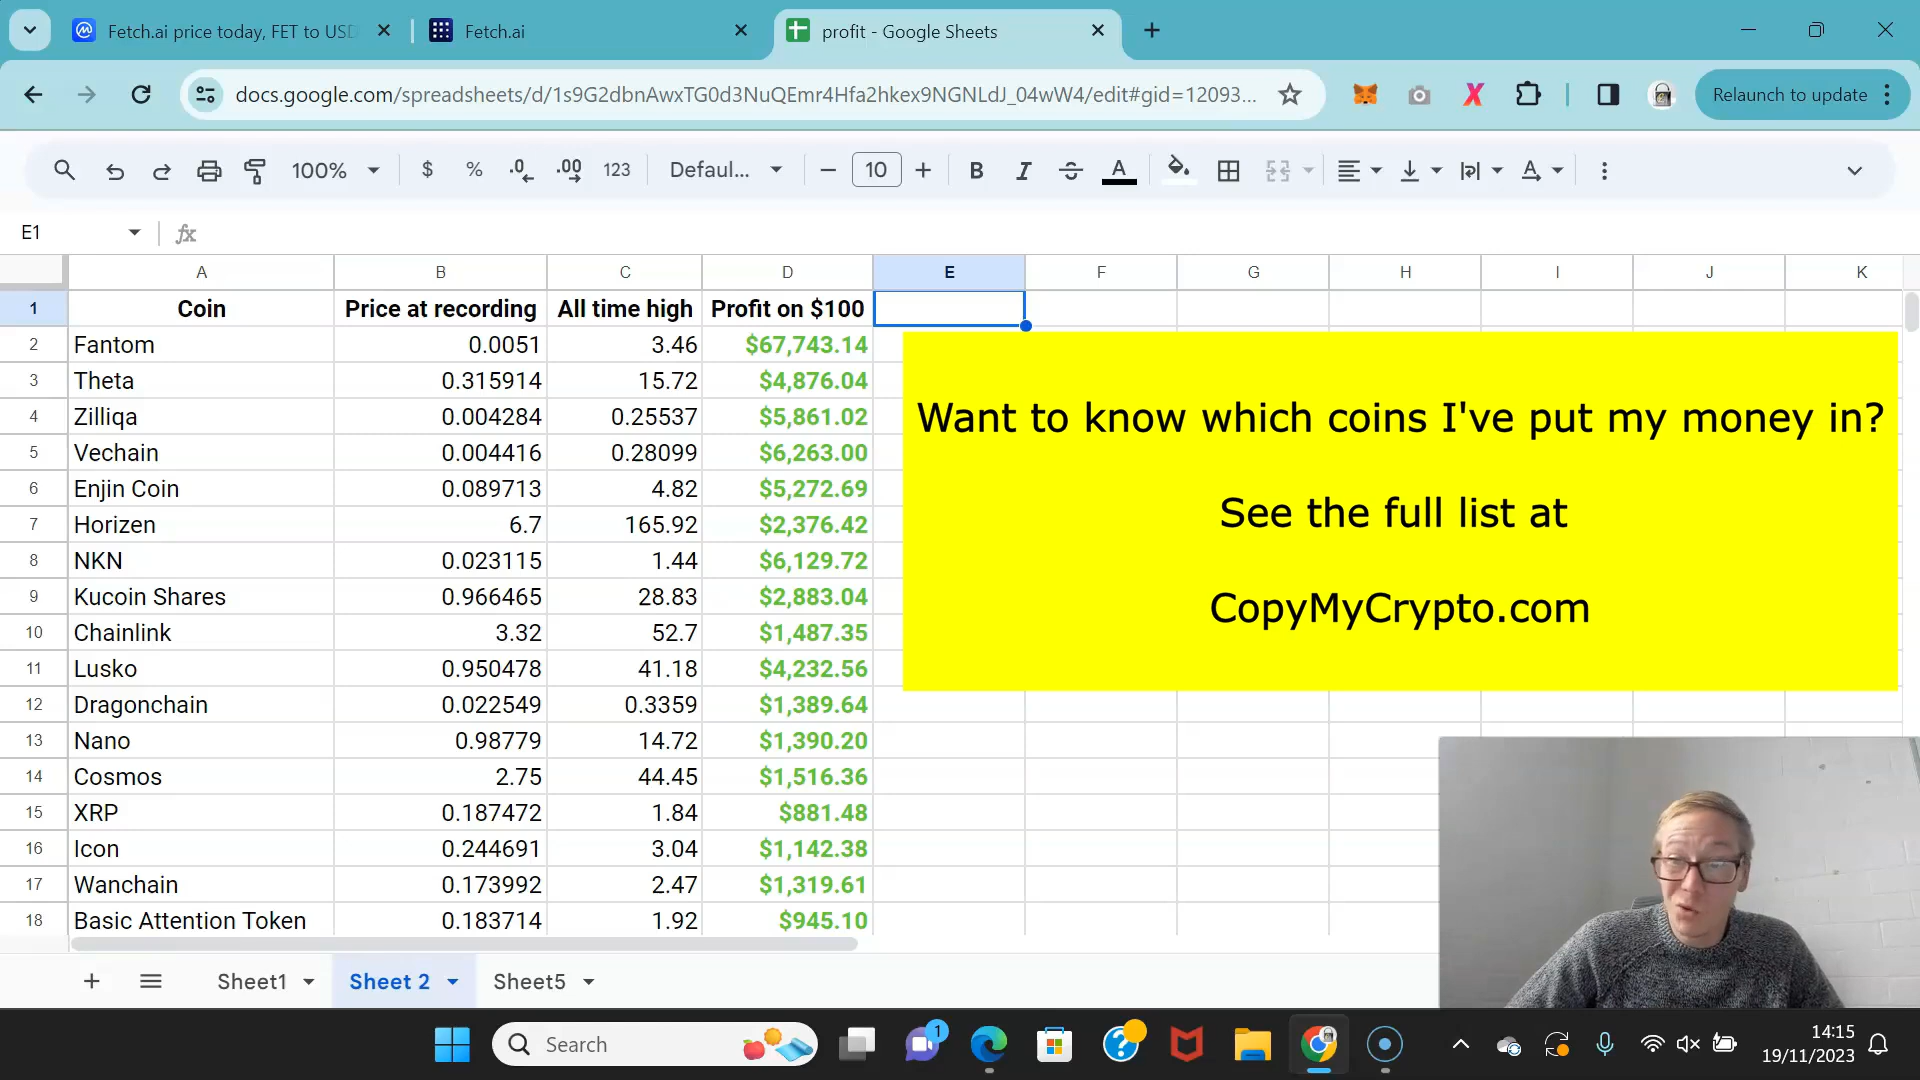 Fetch.ai price today, FET to USD
Fetch.ai
profit - Google Sheets
docs.google.com/spreadsheets/d/1s9G2dbnAwxTG0d3NuQEmr4Hfa2hkex9NGNLdJ_04wW4/edit#gid=12093...
Relaunch to update
100%
$ % .0 .00 123
Defaul...
10
B I A
E1
fx
A B C D E F G H I J K
1 Coin Price at recording All time high Profit on $100
2 Fantom 0.0051 3.46 $67,743.14
3 Theta 0.315914 15.72 $4,876.04
4 Zilliqa 0.004284 0.25537 $5,861.02
5 Vechain 0.004416 0.28099 $6,263.00
6 Enjin Coin 0.089713 4.82 $5,272.69
7 Horizen 6.7 165.92 $2,376.42
8 NKN 0.023115 1.44 $6,129.72
9 Kucoin Shares 0.966465 28.83 $2,883.04
10 Chainlink 3.32 52.7 $1,487.35
11 Lusko 0.950478 41.18 $4,232.56
12 Dragonchain 0.022549 0.3359 $1,389.64
13 Nano 0.98779 14.72 $1,390.20
14 Cosmos 2.75 44.45 $1,516.36
15 XRP 0.187472 1.84 $881.48
16 Icon 0.244691 3.04 $1,142.38
17 Wanchain 0.173992 2.47 $1,319.61
18 Basic Attention Token 0.183714 1.92 $945.10
Want to know which coins I've put my money in?
See the full list at
CopyMyCrypto.com
Sheet1
Sheet 2
Sheet5
Search
1
14:15
19/11/2023